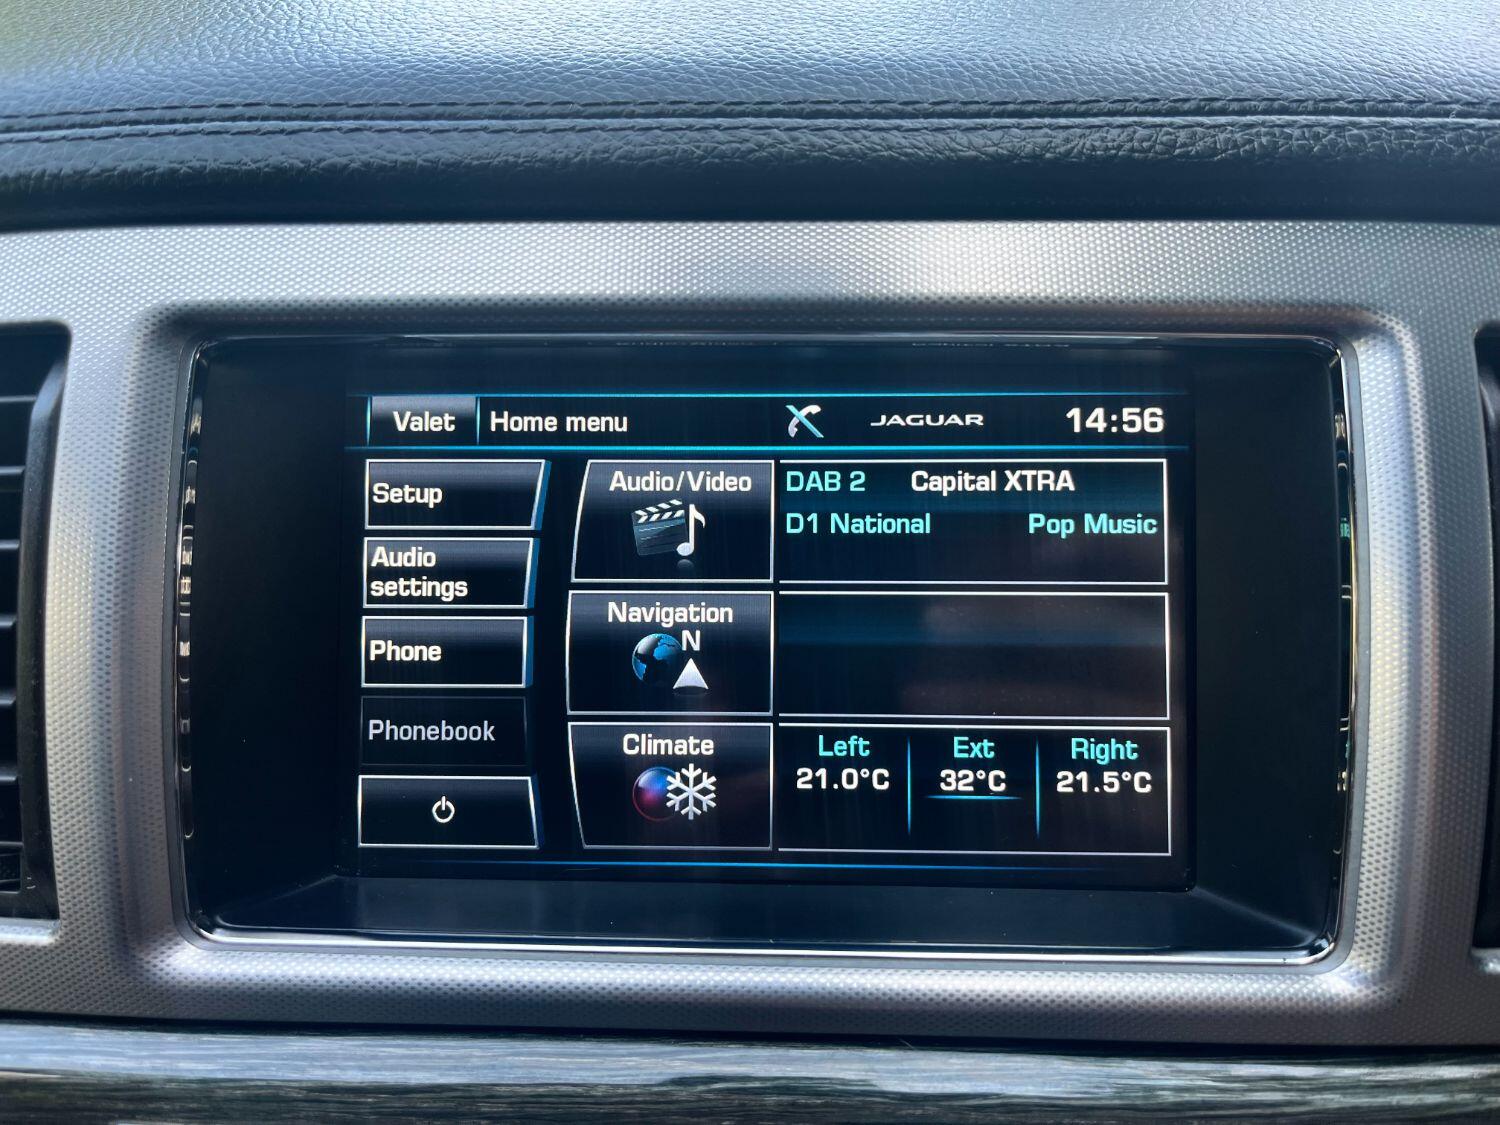 Valet
Home menu
JAGUAR
14:56
Setup
Audio
settings
Phone
Phonebook
Audio/Video
DAB 2 Capital XTRA
D1 National Pop Music
Navigation
N
Climate
Left Ext Right
21.0°C 32°C 21.5°C